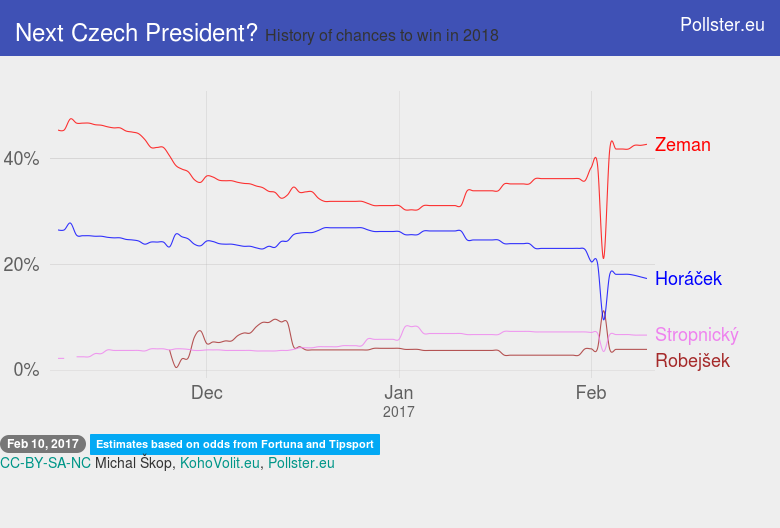 Next Czech President? History of chances to win in 2018
Pollster.eu
Zeman
40%
20%
Horáček
Stropnický
Robejšek
0%
Dec
Jan
Feb
2017
Feb 10, 2017 Estimates based on odds from Fortuna and Tipsport
CC-BY-SA-NC Michal Škop, KohoVolit.eu, Pollster.eu